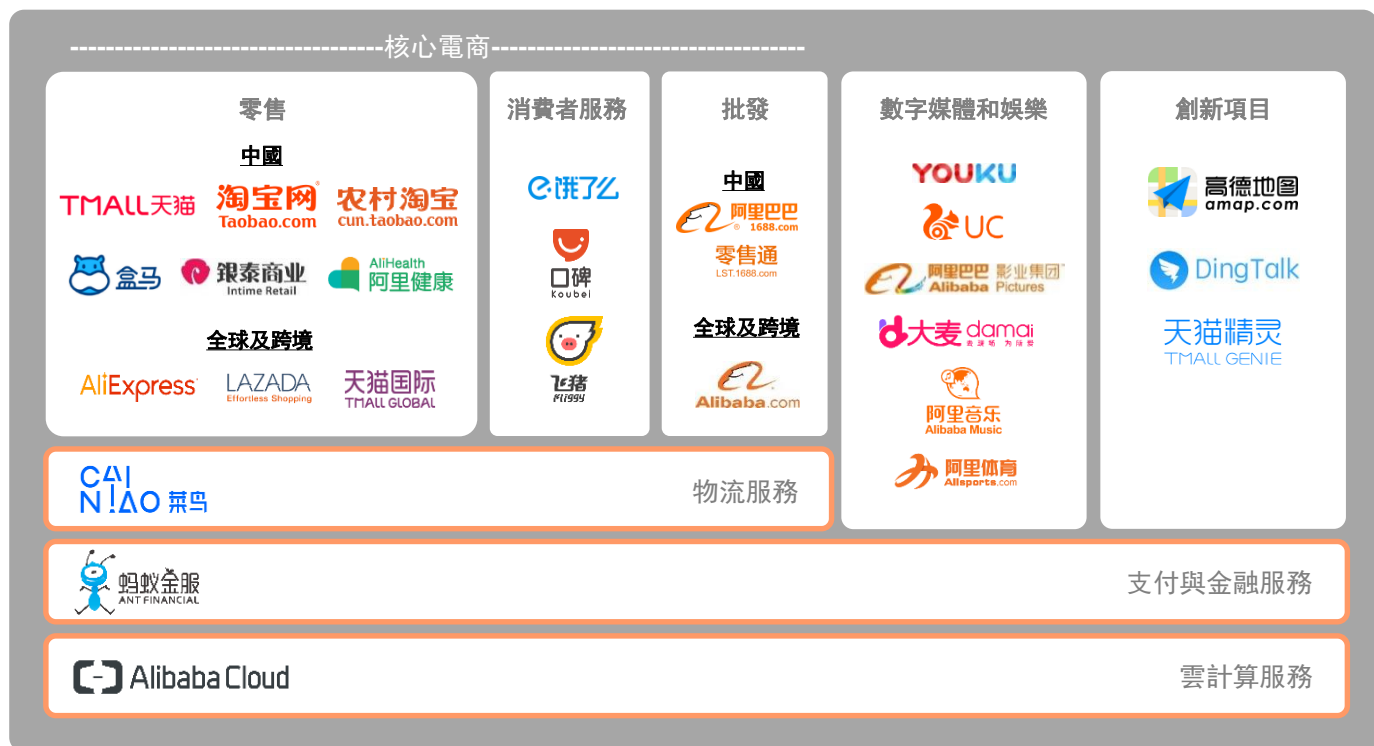 核心電商
零售
中國
TMALL天猫
淘宝网
Taobao.com
农村淘宝
cun.taobao.com
盒马
銀泰商业
Intime Retail
AliHealth
阿里健康
全球及跨境
AliExpress
LAZADA
Effortless Shopping
天猫国际
TMALL GLOBAL
消費者服務
饿了么
口碑
Koubei
飞猪
Fliggy
批發
中國
阿里巴巴
1688.com
零售通
LST.1688.com
全球及跨境
Alibaba.com
數字媒體和娛樂
YOUKU
UC
阿里巴巴 影业集团
Alibaba Pictures
大麦 damai
阿里音乐
Alibaba Music
阿里体育
Alisports.com
創新項目
高德地图
amap.com
DingTalk
天猫精灵
TMALL GENIE
CAI
NIAO 菜鸟
物流服務
蚂蚁金服
ANT FINANCIAL
支付與金融服務
Alibaba Cloud
雲計算服務